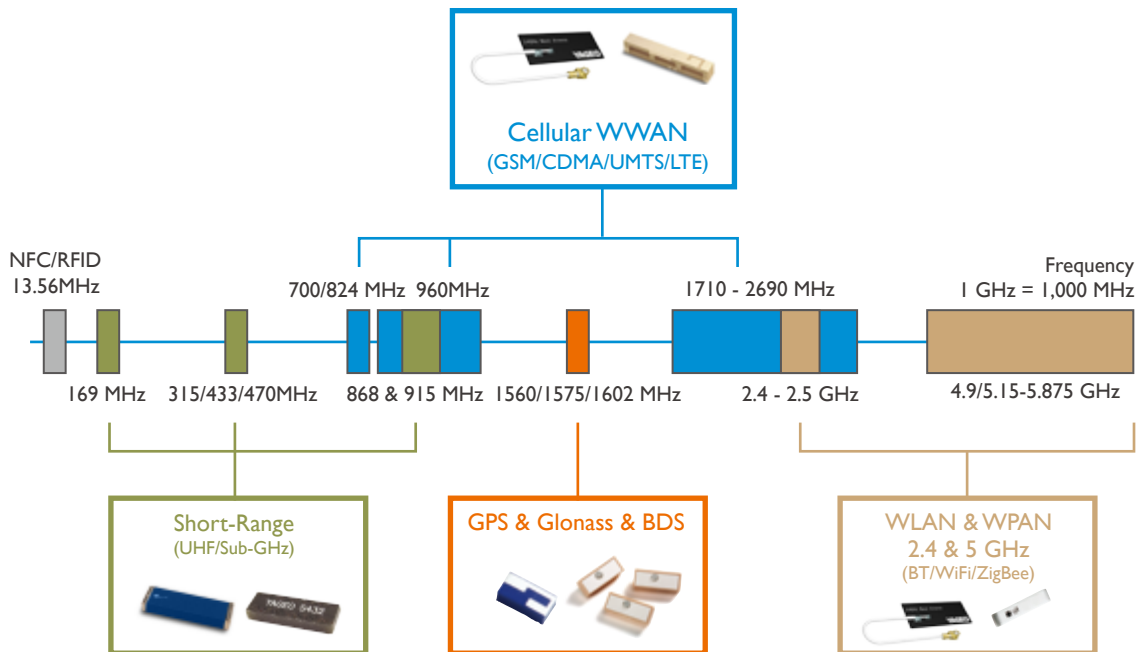 Cellular WWAN
(GSM/CDMA/UMTS/LTE)
NFC/RFID
13.56MHz
700/824 MHz 960MHz
1710 - 2690 MHz
Frequency
1 GHz = 1,000 MHz
169 MHz
315/433/470MHz
868 & 915 MHz
1560/1575/1602 MHz
2.4 - 2.5 GHz
4.9/5.15-5.875 GHz
Short-Range
(UHF/Sub-GHz)
YAGEO 5432
GPS & Glonass & BDS
WLAN & WPAN
2.4 & 5 GHz
(BT/WiFi/ZigBee)